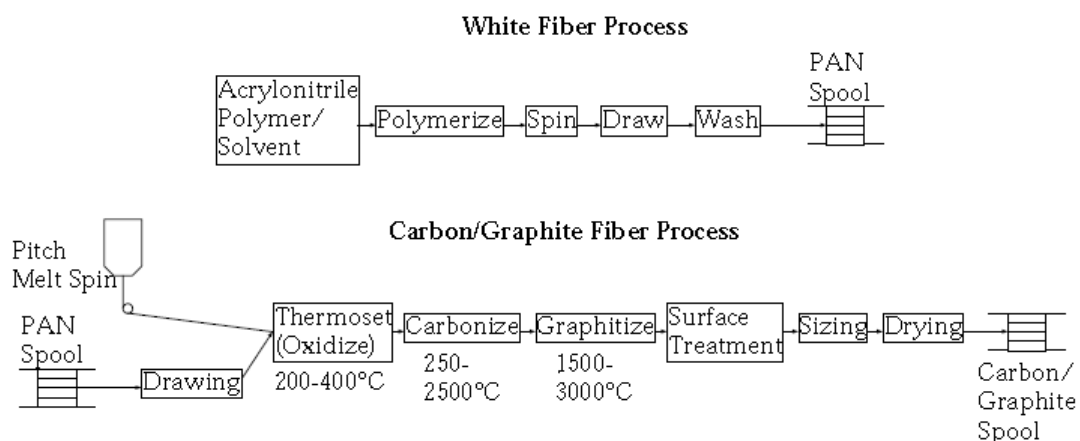 White Fiber Process
Acrylonitrile
Polymer/
Solvent
Polymerize
Spin
Draw
Wash
PAN
Spool
Carbon/Graphite Fiber Process
Pitch
Melt Spin
PAN
Spool
Drawing
Thermoset
(Oxidize)
200-400°C
Carbonize
250-
2500°C
Graphitize
1500-
3000°C
Surface
Treatment
Sizing
Drying
Carbon/
Graphite
Spool